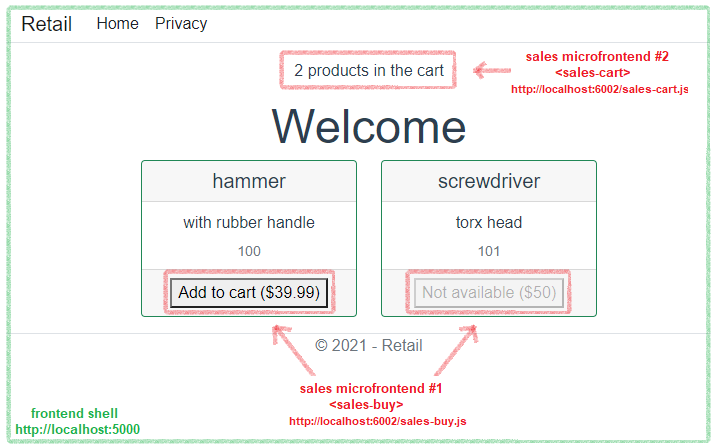 Retail Home Privacy
2 products in the cart
sales microfrontend #2
<sales-cart>
http://localhost:6002/sales-cart.js
Welcome
hammer
with rubber handle
100
Add to cart ($39.99)
screwdriver
torx head
101
Not available ($50)
© 2021 - Retail
sales microfrontend #1
<sales-buy>
http://localhost:6002/sales-buy.js
frontend shell
http://localhost:5000